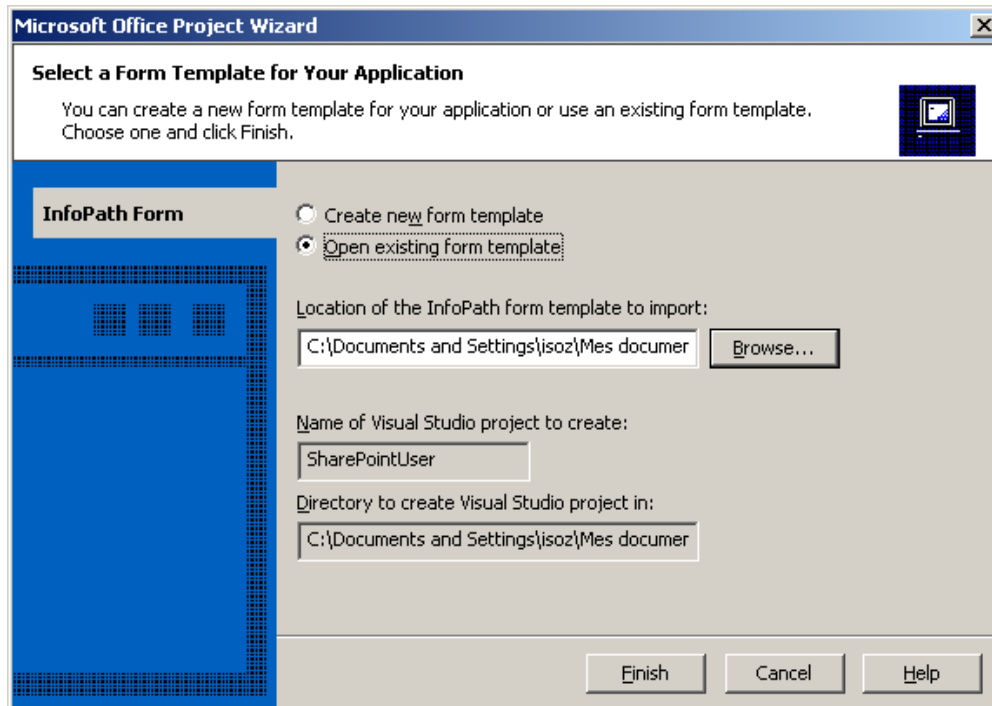 Microsoft Office Project Wizard
Select a Form Template for Your Application
You can create a new form template for your application or use an existing form template.
Choose one and click Finish.
InfoPath Form
Create new form template
Open existing form template
Location of the InfoPath form template to import:
C:\Documents and Settings\isoz\Mes documer
Browse...
Name of Visual Studio project to create:
SharePointUser
Directory to create Visual Studio project in:
C:\Documents and Settings\isoz\Mes documer
Finish Cancel Help